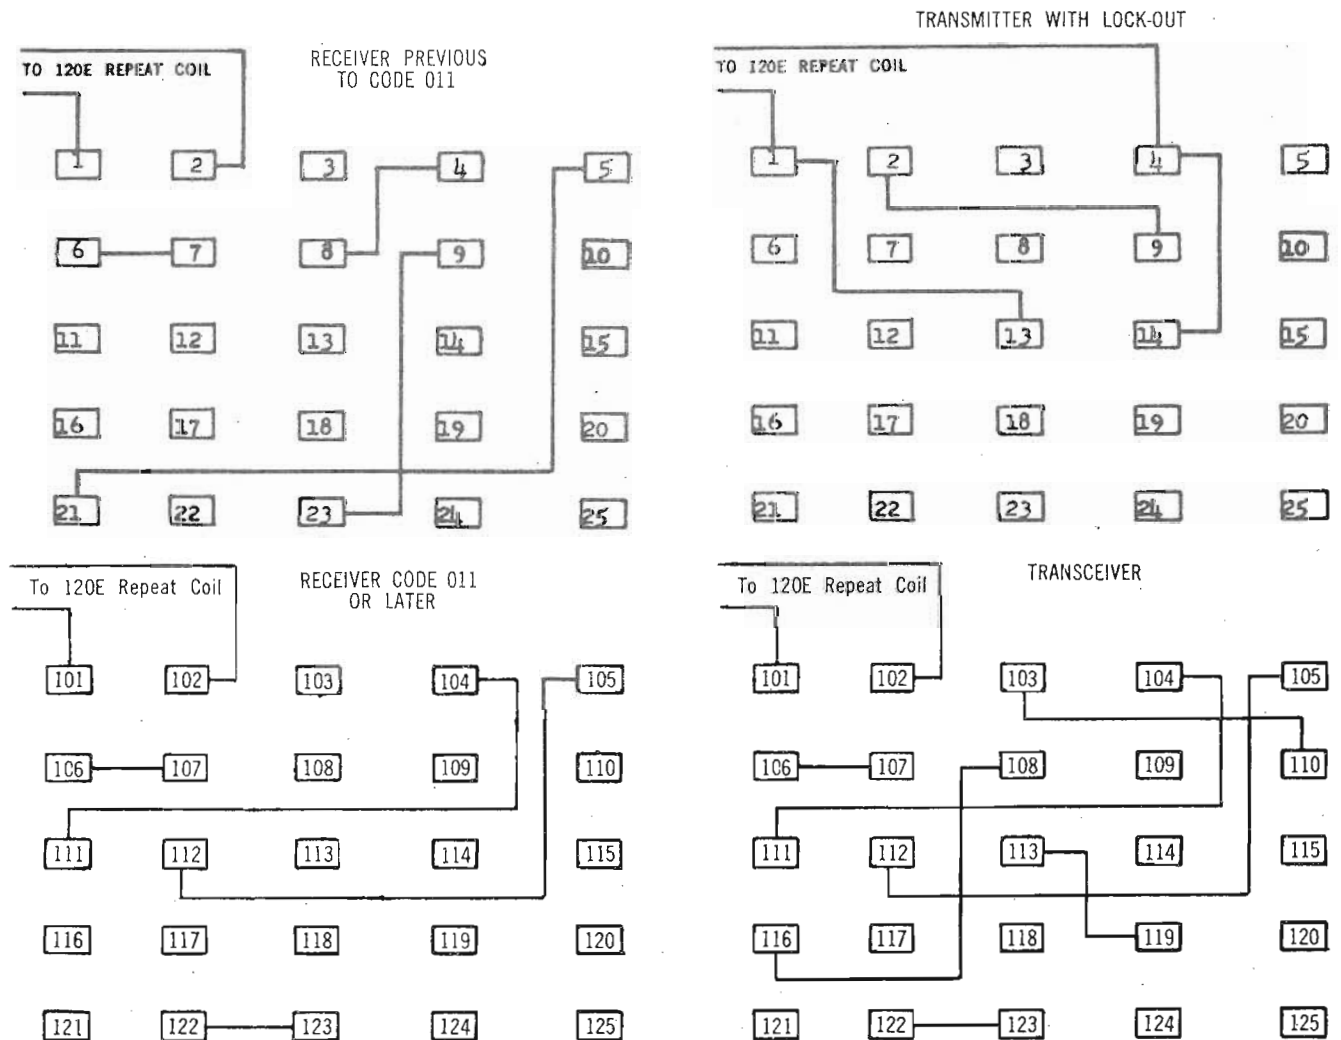 RECEIVER PREVIOUS
TO CODE 011
TO 120E REPEAT COIL
1 2 3 4 5
6 7 8 9 10
11 12 13 14 15
16 17 18 19 20
21 22 23 24 25
TRANSMITTER WITH LOCK-OUT
TO 120E REPEAT COIL
1 2 3 4 5
6 7 8 9 10
11 12 13 14 15
16 17 18 19 20
21 22 23 24 25
RECEIVER CODE 011
OR LATER
To 120E Repeat Coil
101 102 103 104 105
106 107 108 109 110
111 112 113 114 115
116 117 118 119 120
121 122 123 124 125
TRANSCEIVER
To 120E Repeat Coil
101 102 103 104 105
106 107 108 109 110
111 112 113 114 115
116 117 118 119 120
121 122 123 124 125